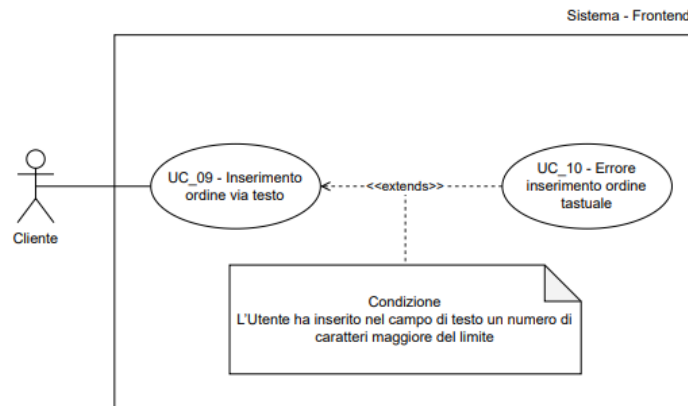 Sistema - Frontend
UC_09 - Inserimento
ordine via testo
<<extends>>
UC_10 - Errore
inserimento ordine
tastuale
Cliente
Condizione
L'Utente ha inserito nel campo di testo un numero di
caratteri maggiore del limite